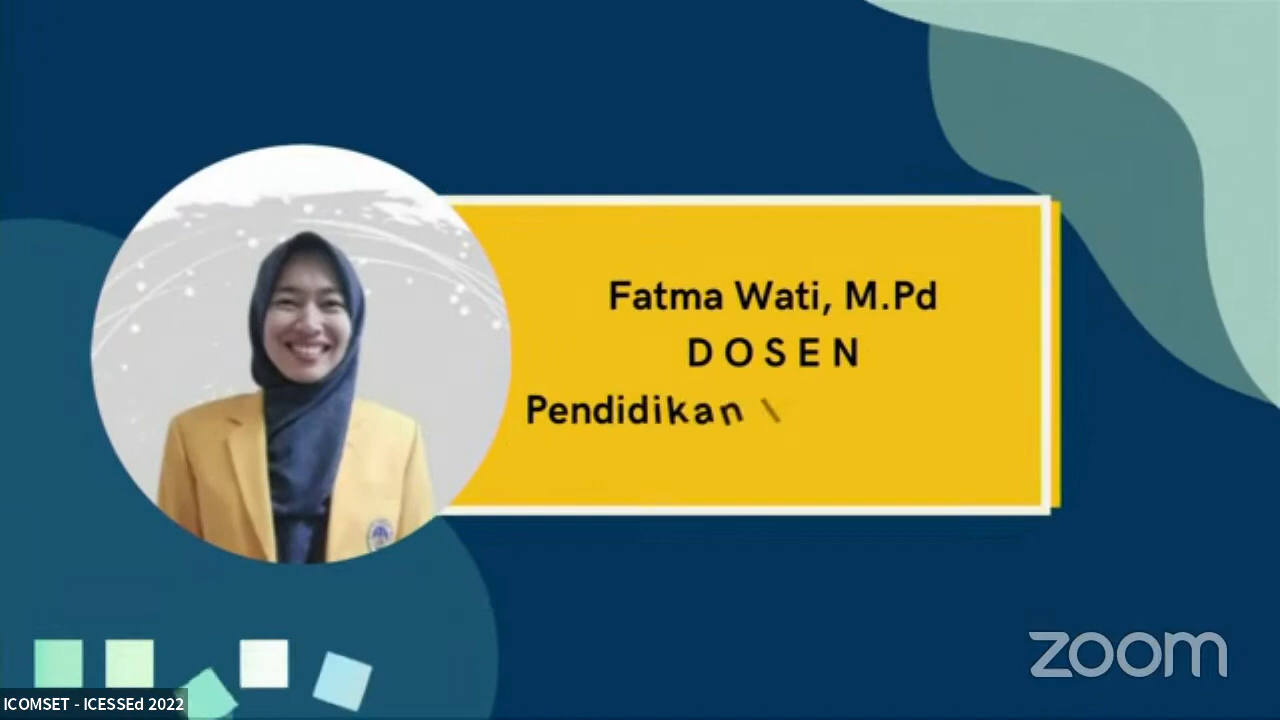 Fatma Wati, M.Pd
DOSEN
Pendidikan
zoom
ICOMSET - ICESSEd 2022